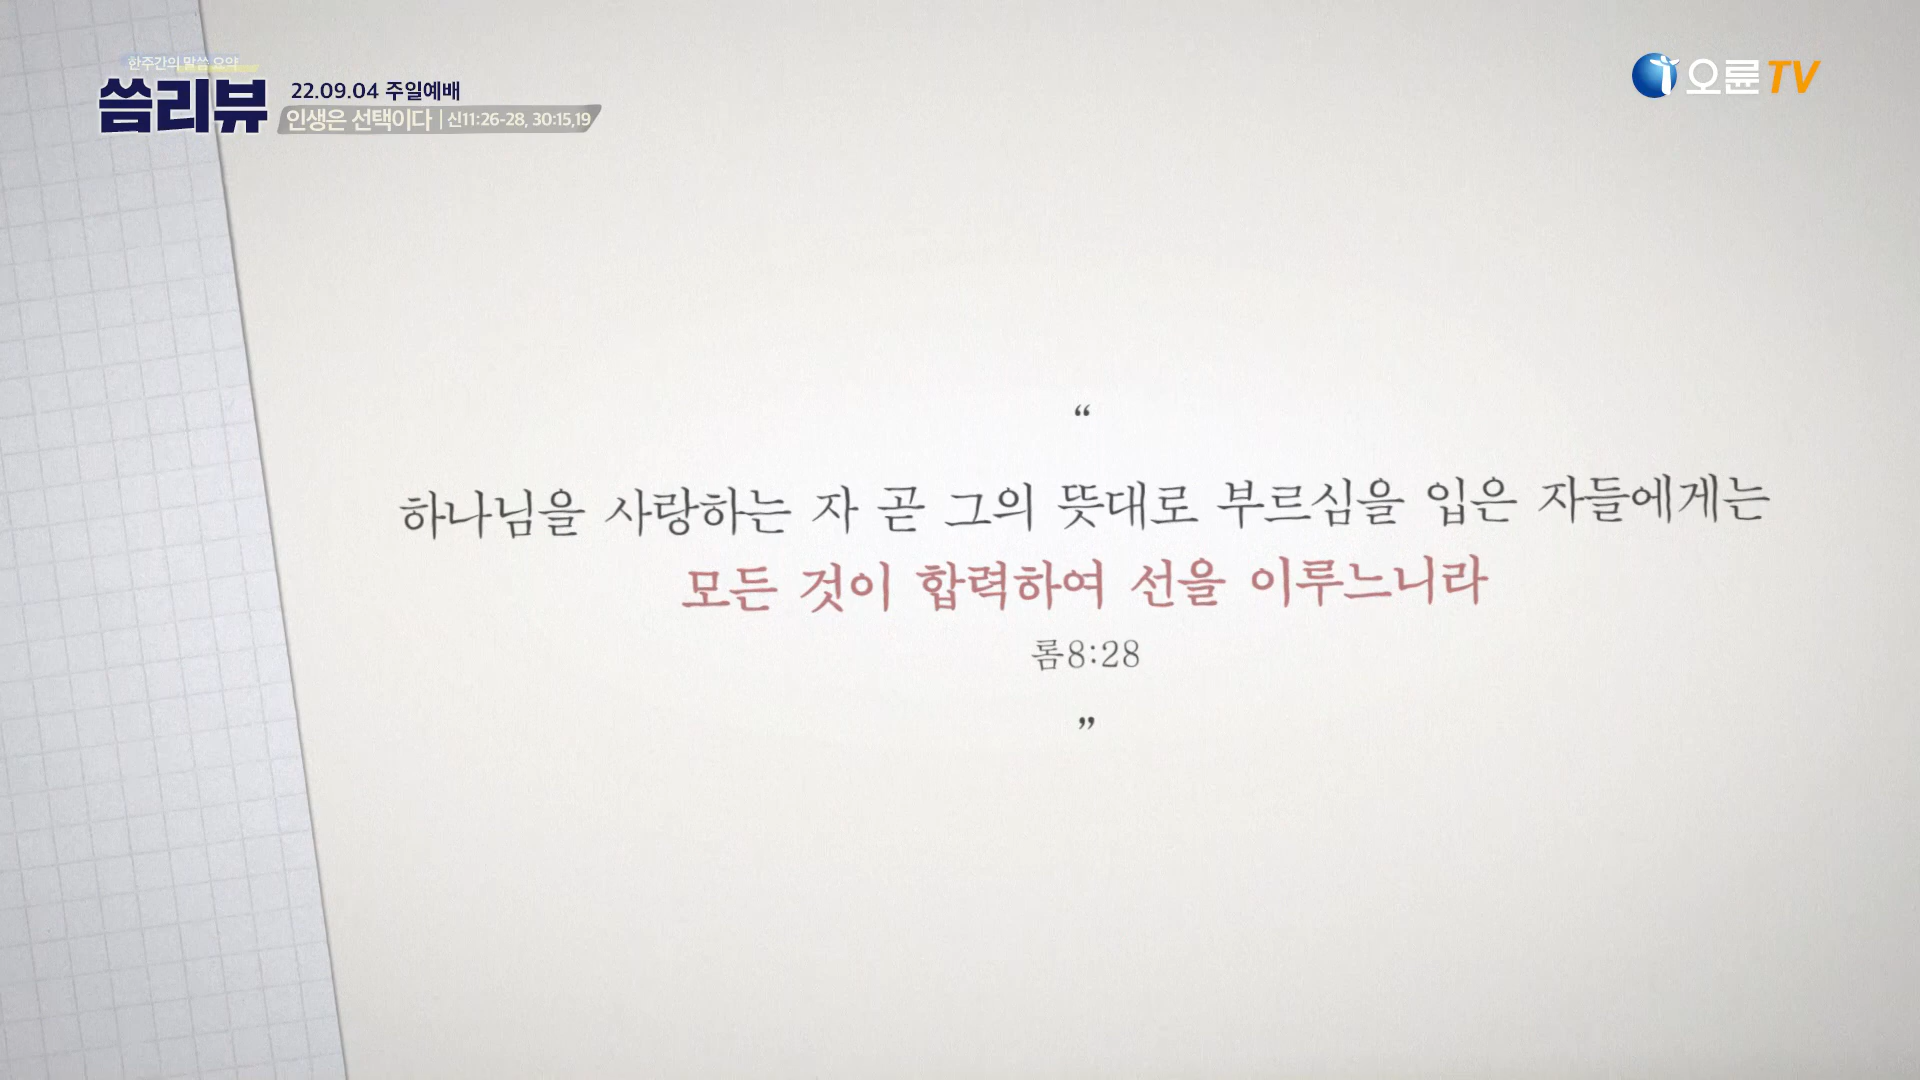 한주간의 말씀 요약
씀리뷰
22.09.04 주일예배
인생은 선택이다 | 신11:26-28, 30:15,19
오륜TV
“
하나님을 사랑하는 자 곧 그의 뜻대로 부르심을 입은 자들에게는
모든 것이 합력하여 선을 이루느니라
롬8:28
”